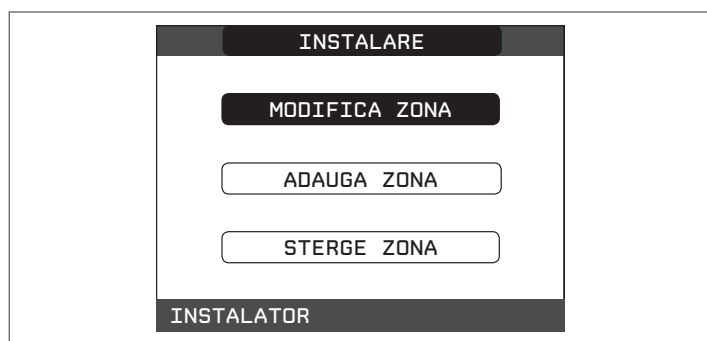 INSTALARE
MODIFICA ZONA
ADAUGA ZONA
STERGE ZONA
INSTALATOR